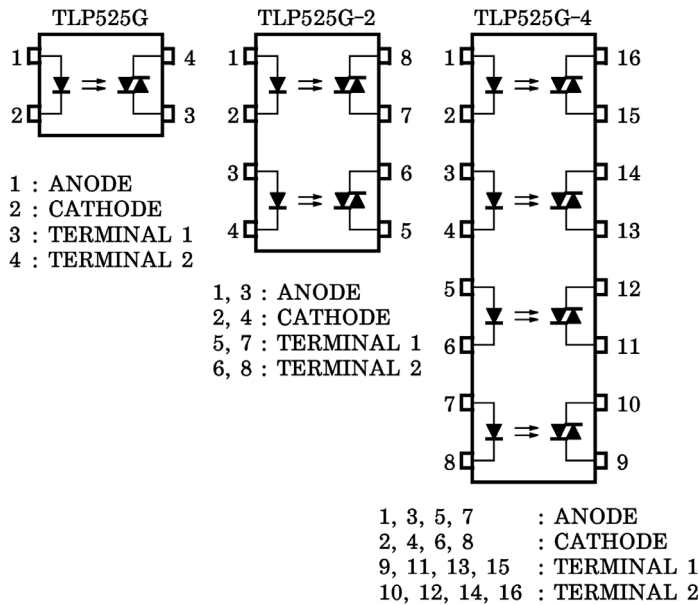 TLP525G
1
4
2
3
1 : ANODE
2 : CATHODE
3 : TERMINAL 1
4 : TERMINAL 2
TLP525G-2
1
8
2
7
3
6
4
5
1, 3 : ANODE
2, 4 : CATHODE
5, 7 : TERMINAL 1
6, 8 : TERMINAL 2
TLP525G-4
1
16
2
15
3
14
4
13
5
12
6
11
7
10
8
9
1, 3, 5, 7 : ANODE
2, 4, 6, 8 : CATHODE
9, 11, 13, 15 : TERMINAL 1
10, 12, 14, 16 : TERMINAL 2